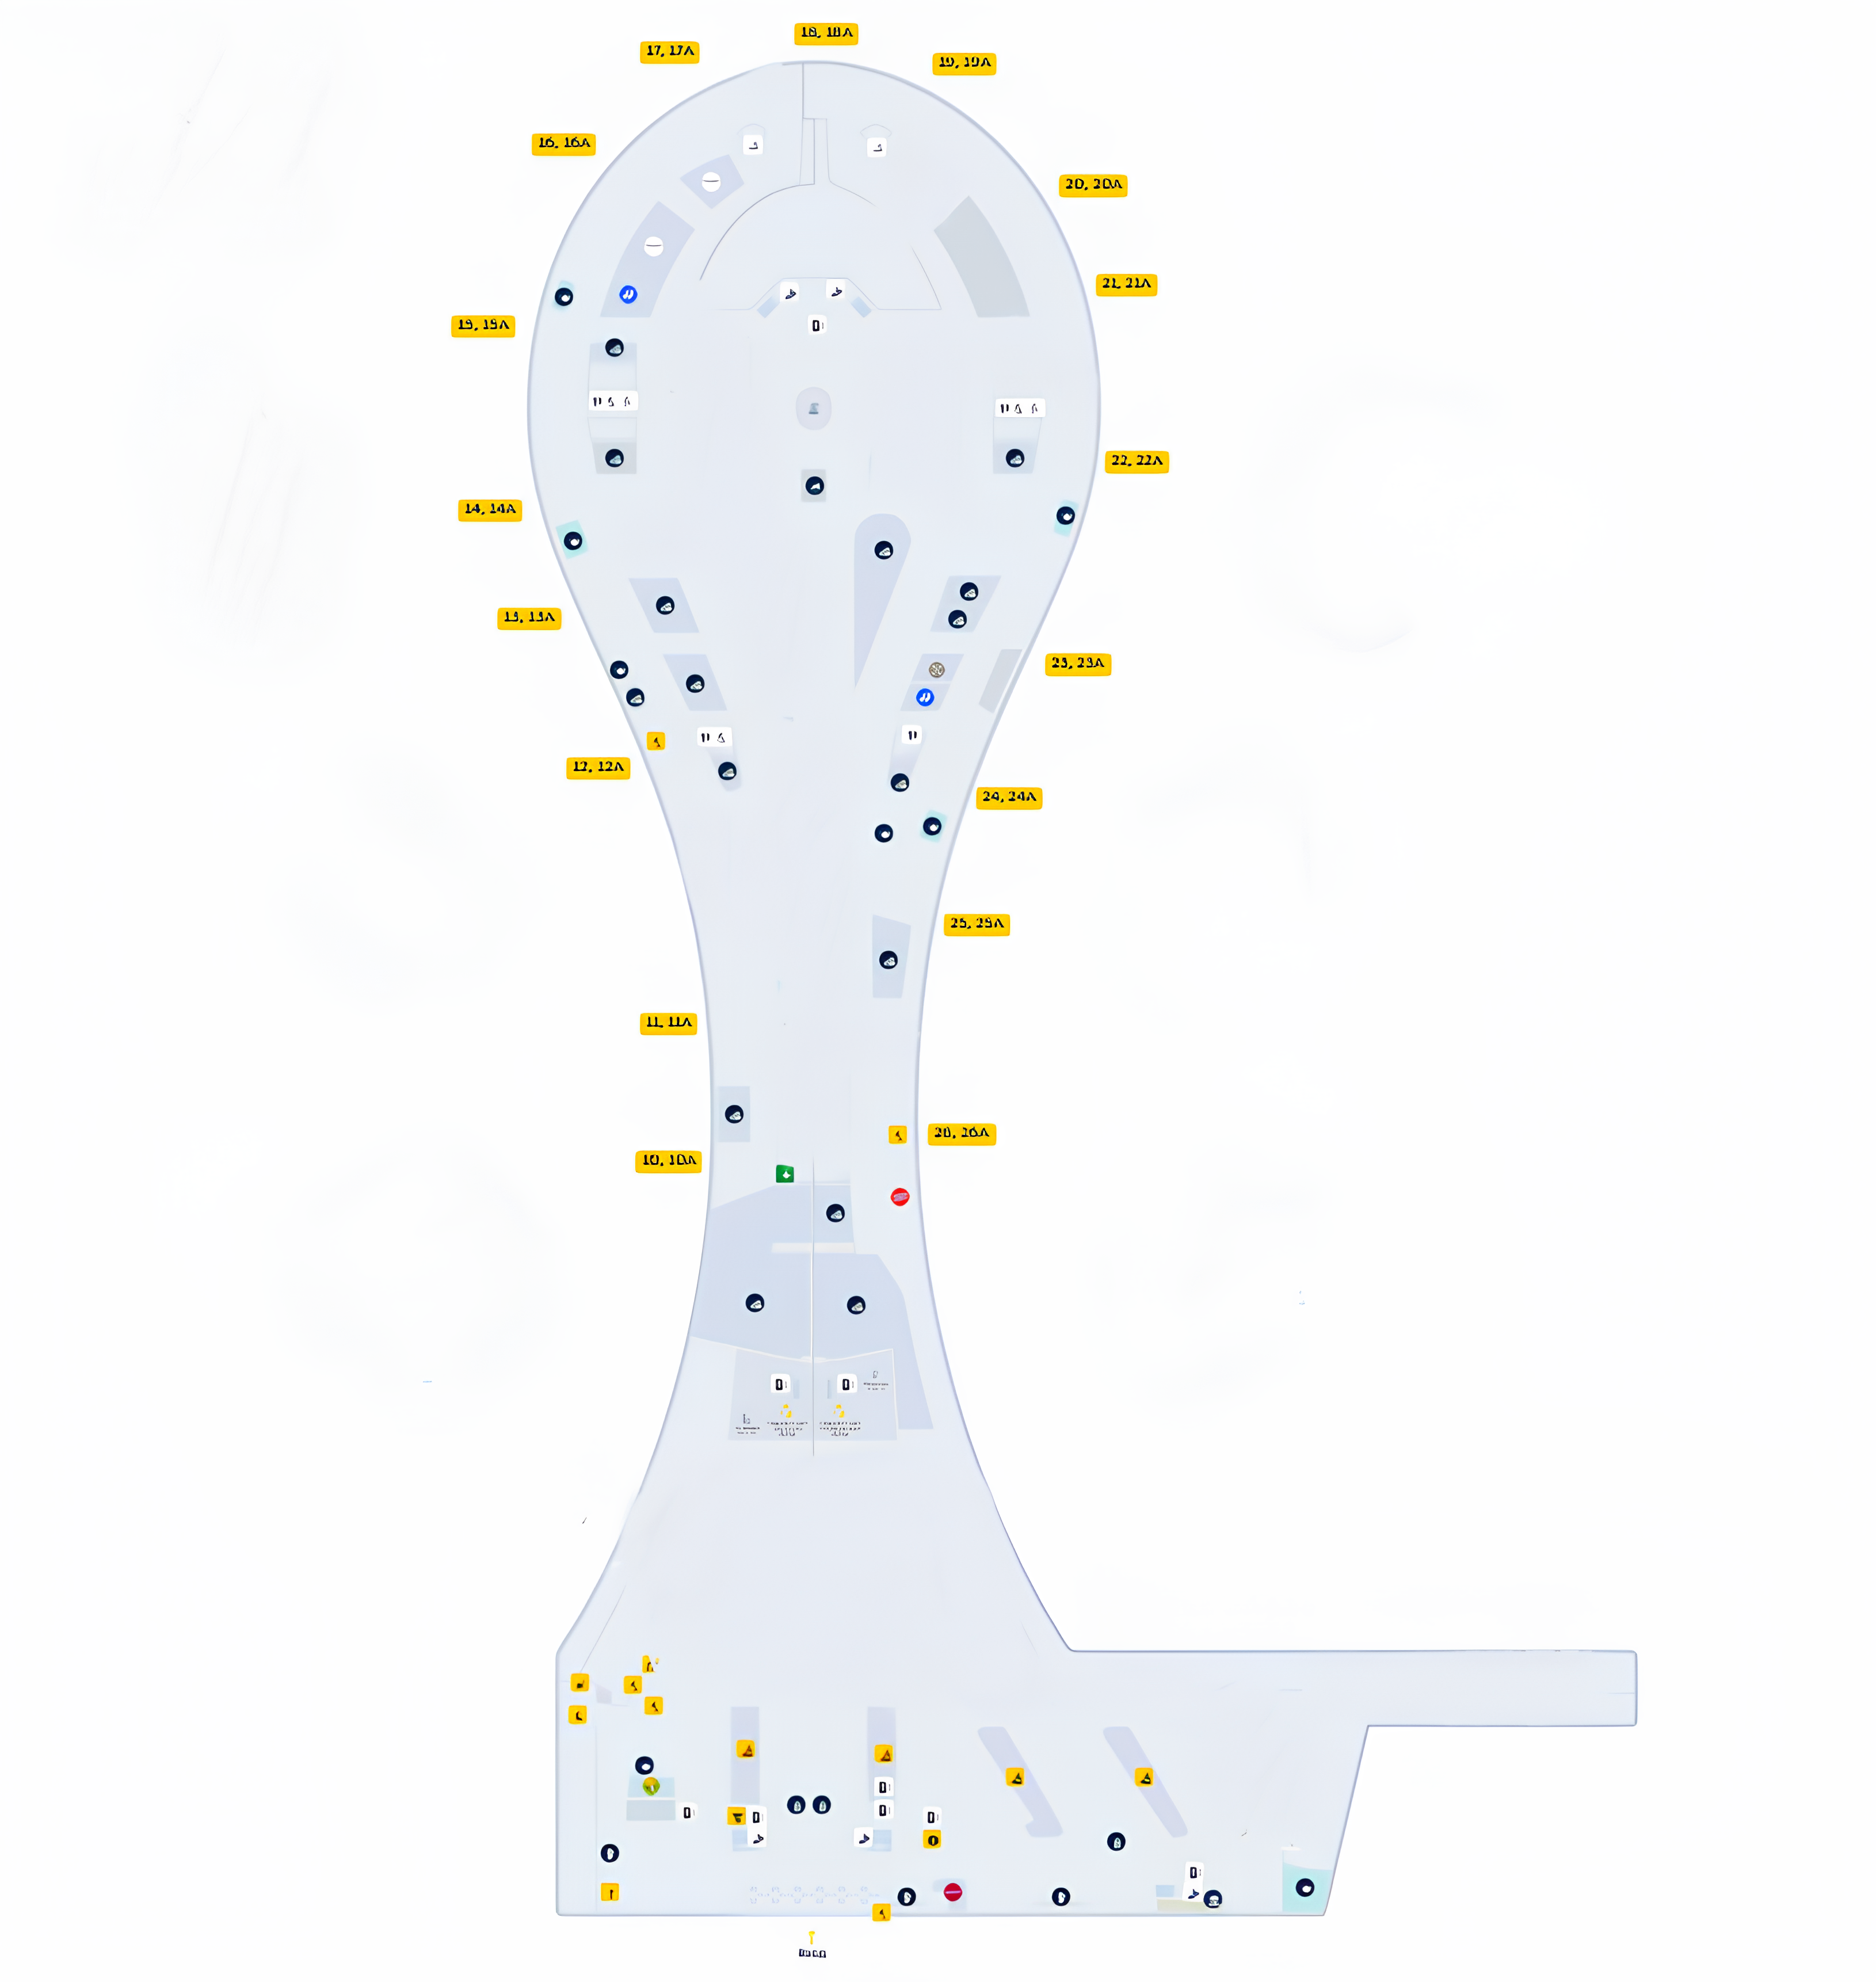 18, 18A
17, 17A
19, 19A
16, 16A
20, 20A
21, 21A
15, 15A
22, 22A
14, 14A
13, 13A
23, 23A
12, 12A
24, 24A
25, 25A
11, 11A
26, 26A
10, 10A